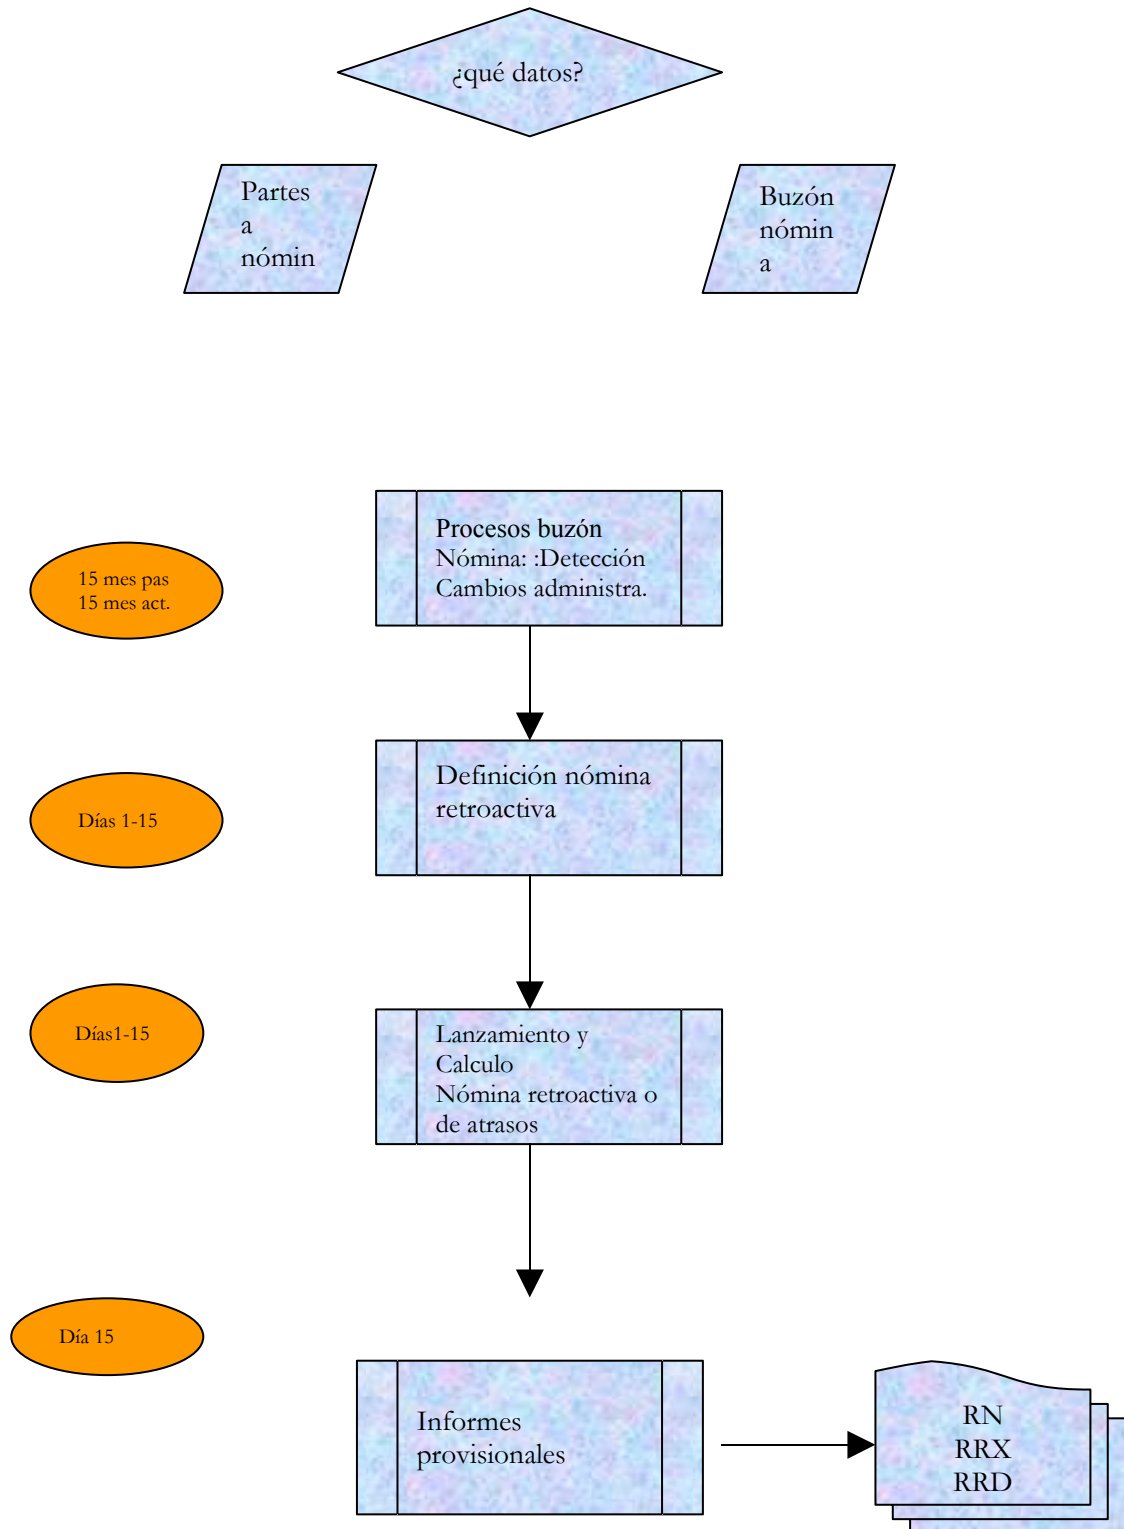 ¿qué datos?
Partes
a
nómin
Buzón
nómin
a
Procesos buzón
Nómina: :Detección
Cambios administra.
15 mes pas
15 mes act.
Definición nómina
retroactiva
Días 1-15
Lanzamiento y
Calculo
Nómina retroactiva o
de atrasos
Días1-15
Día 15
Informes
provisionales
RN
RRX
RRD